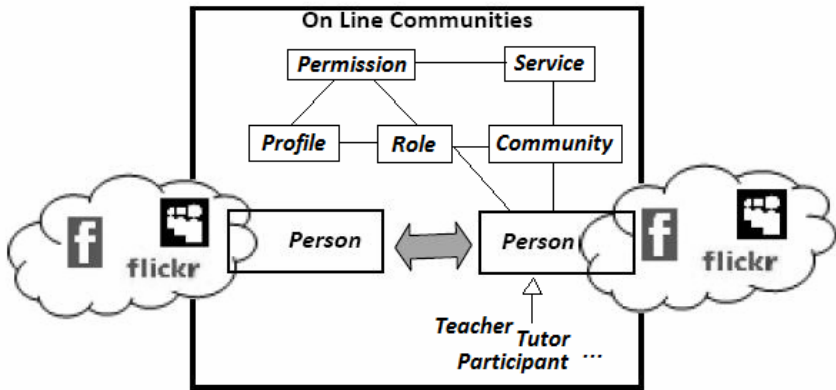 On Line Communities
Permission
Service
Profile
Role
Community
f
flickr
Person
Person
f
flickr
Teacher
Tutor
Participant ...